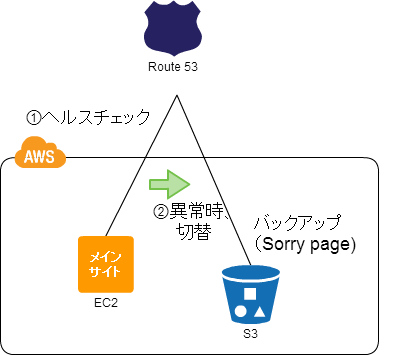 Route 53
①ヘルスチェック
AWS
②異常時、
切替
バックアップ
（Sorry page)
メイン
サイト
EC2
S3